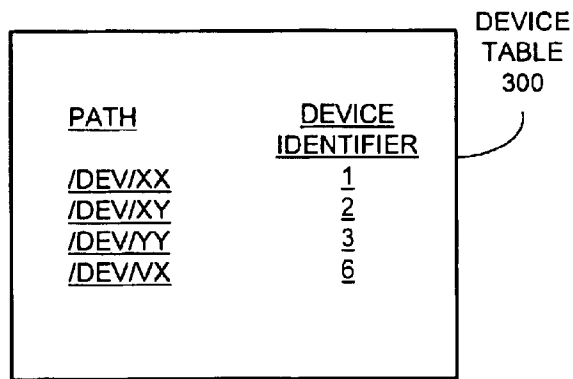 DEVICE
TABLE
300
PATH
DEVICE
IDENTIFIER
/DEV/XX 1
/DEV/XY 2
/DEV/YY 3
/DEV/VX 6